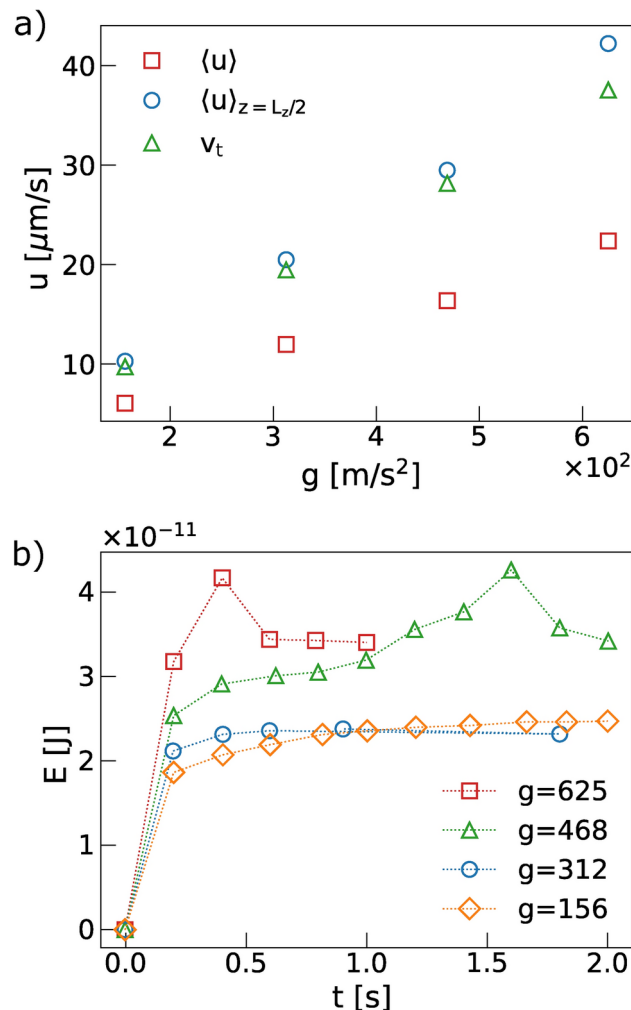 a)
u [μm/s]
40
30
20
10
⟨u⟩
⟨u⟩z = Lz/2
vt
2 3 4 5 6
g [m/s²]
×10²
b)
×10⁻¹¹
E [J]
4
3
2
1
0
g=625
g=468
g=312
g=156
0.0 0.5 1.0 1.5 2.0
t [s]